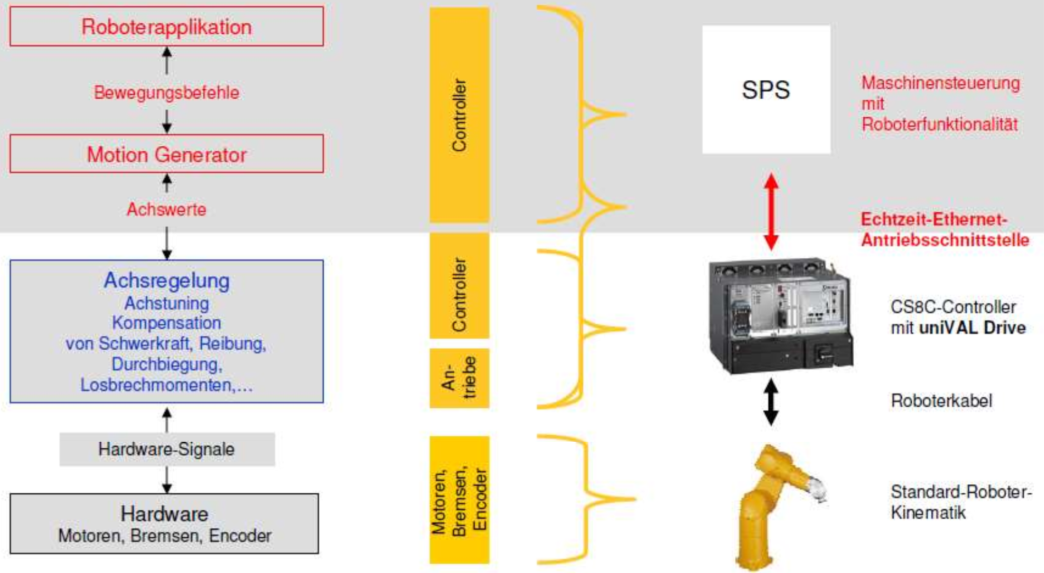 Roboterapplikation
Bewegungsbefehle
Motion Generator
Achswerte
Achsregelung
Achstuning
Kompensation
von Schwerkraft, Reibung,
Durchbiegung,
Losbrechmomenten,...
Hardware-Signale
Hardware
Motoren, Bremsen, Encoder
Controller
Controller
An-
triebe
Motoren,
Bremsen,
Encoder
SPS
Maschinensteuerung
mit
Roboterfunktionalität
Echtzeit-Ethernet-
Antriebsschnittstelle
CS8C-Controller
mit uniVAL Drive
Roboterkabel
Standard-Roboter-
Kinematik